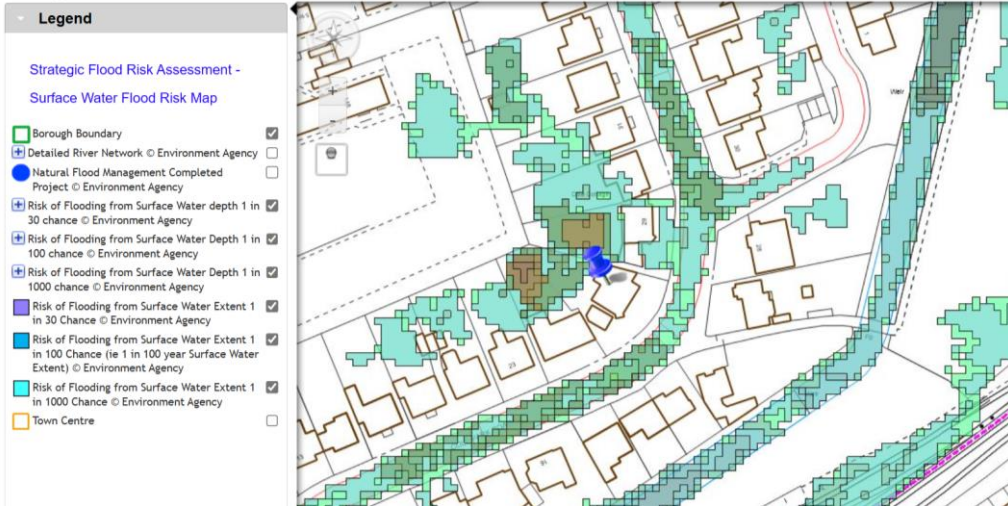 Legend
Strategic Flood Risk Assessment -
Surface Water Flood Risk Map
Borough Boundary
Detailed River Network © Environment Agency
Natural Flood Management Completed
Project © Environment Agency
Risk of Flooding from Surface Water depth 1 in
30 chance © Environment Agency
Risk of Flooding from Surface Water Depth 1 in
100 chance © Environment Agency
Risk of Flooding from Surface Water Depth 1 in
1000 chance © Environment Agency
Risk of Flooding from Surface Water Extent 1
in 30 Chance © Environment Agency
Risk of Flooding from Surface Water Extent 1
in 100 Chance (ie 1 in 100 year Surface Water
Extent) © Environment Agency
Risk of Flooding from Surface Water Extent 1
in 1000 Chance © Environment Agency
Town Centre
Weir